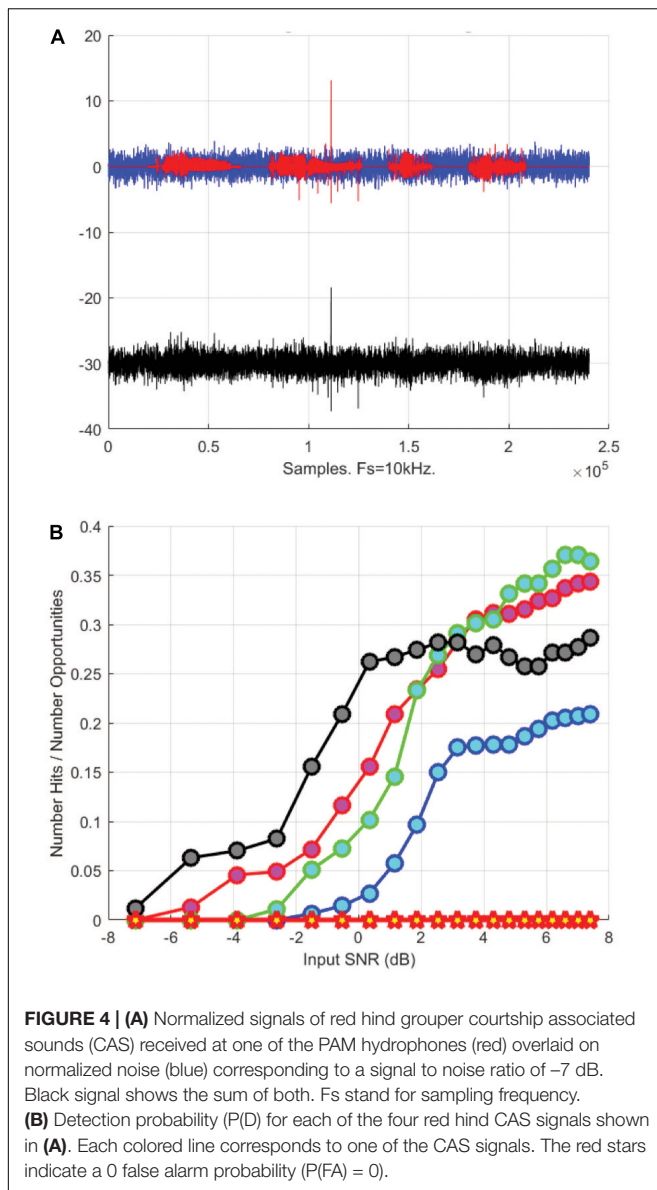 A
20
10
0
-10
-20
-30
-40
0
0.5
1
1.5
2
2.5
Samples. Fs=10kHz.
×10^5
B
0.4
0.35
0.3
0.25
0.2
0.15
0.1
0.05
0
Number Hits / Number Opportunities
-8
-6
-4
-2
0
2
4
6
8
Input SNR (dB)
FIGURE 4 | (A) Normalized signals of red hind grouper courtship associated
sounds (CAS) received at one of the PAM hydrophones (red) overlaid on
normalized noise (blue) corresponding to a signal to noise ratio of –7 dB.
Black signal shows the sum of both. Fs stand for sampling frequency.
(B) Detection probability (P(D) for each of the four red hind CAS signals shown
in (A). Each colored line corresponds to one of the CAS signals. The red stars
indicate a 0 false alarm probability (P(FA) = 0).